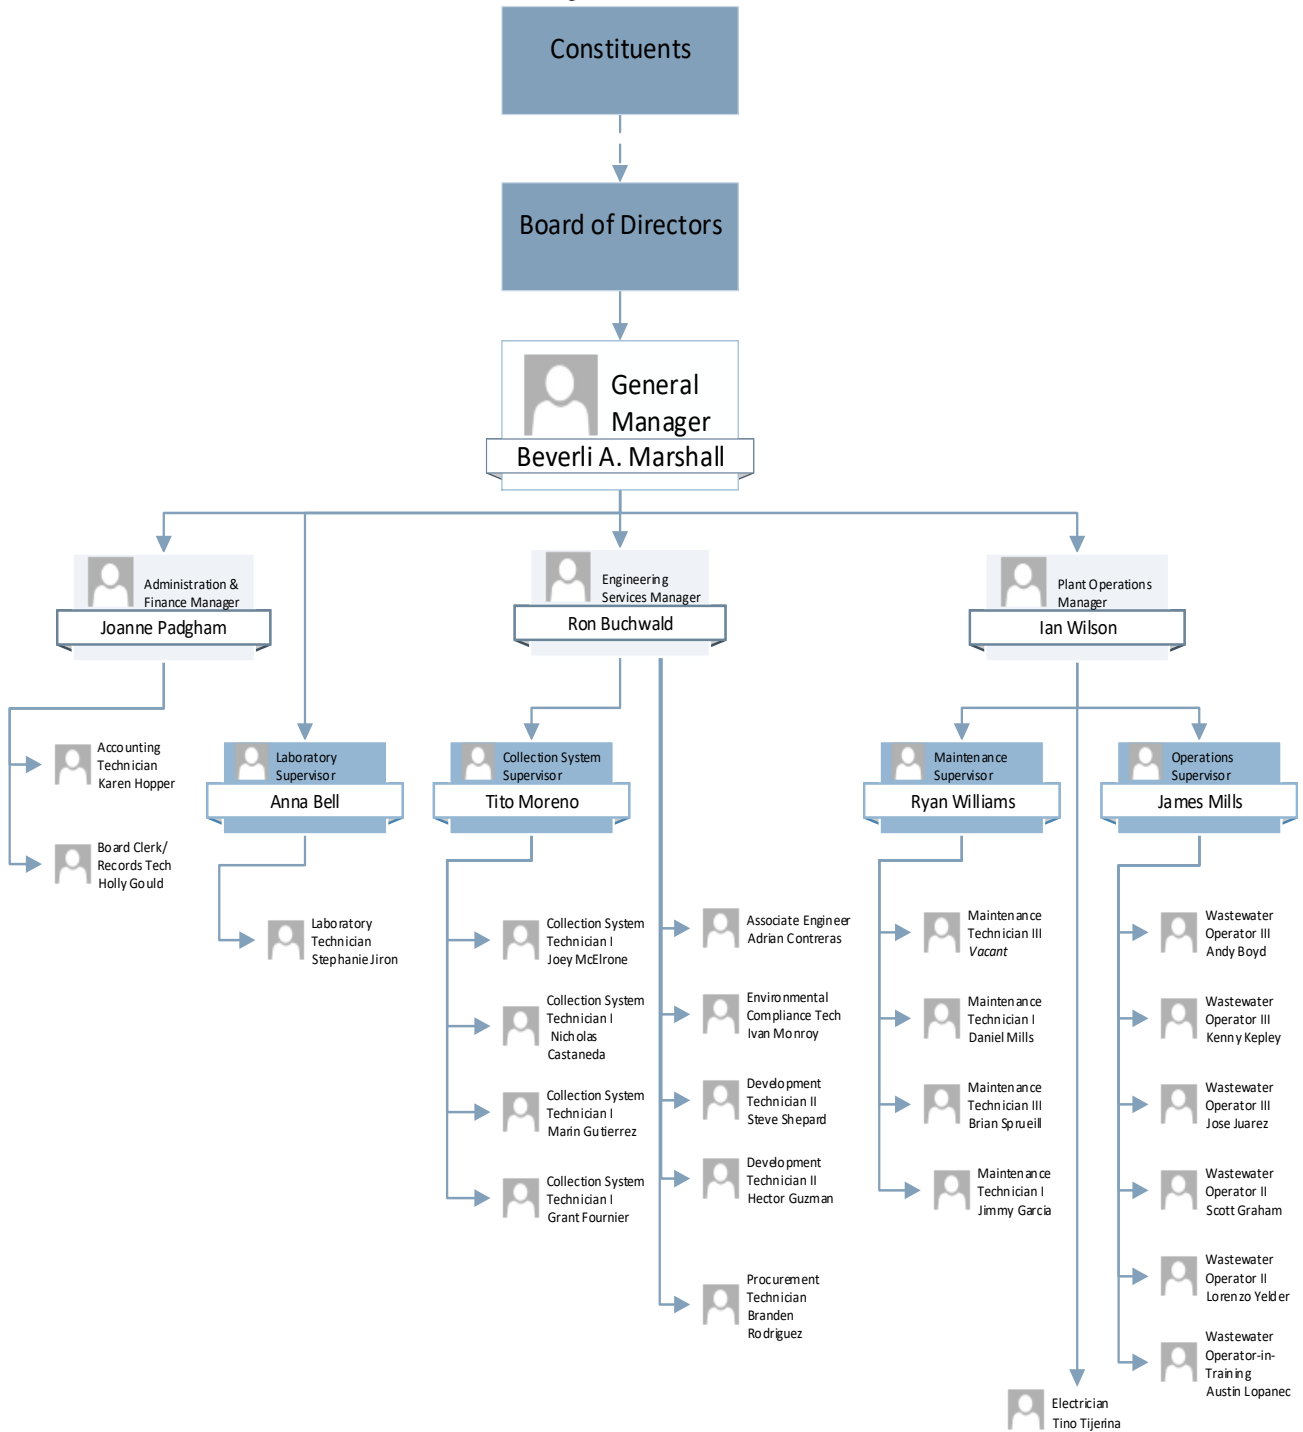 Constituents
Board of Directors
General
Manager
Beverli A. Marshall
Administration &
Finance Manager
Joanne Padgham
Engineering
Services Manager
Ron Buchwald
Plant Operations
Manager
Ian Wilson
Accounting
Technician
Karen Hopper
Board Clerk/
Records Tech
Holly Gould
Laboratory
Supervisor
Anna Bell
Laboratory
Technician
Stephanie Jiron
Collection System
Supervisor
Tito Moreno
Collection System
Technician I
Joey McElrone
Collection System
Technician I
Nicholas
Castaneda
Collection System
Technician I
Marin Gutierrez
Collection System
Technician I
Grant Fournier
Associate Engineer
Adrian Contreras
Environmental
Compliance Tech
Ivan Monroy
Development
Technician II
Steve Shepard
Development
Technician II
Hector Guzman
Procurement
Technician
Branden
Rodriguez
Maintenance
Supervisor
Ryan Williams
Maintenance
Technician III
Vacant
Maintenance
Technician I
Daniel Mills
Maintenance
Technician III
Brian Sprueill
Maintenance
Technician I
Jimmy Garcia
Operations
Supervisor
James Mills
Wastewater
Operator III
Andy Boyd
Wastewater
Operator III
Kenny Kepley
Wastewater
Operator III
Jose Juarez
Wastewater
Operator II
Scott Graham
Wastewater
Operator II
Lorenzo Yelder
Wastewater
Operator-in-
Training
Austin Lopanec
Electrician
Tino Tijerina